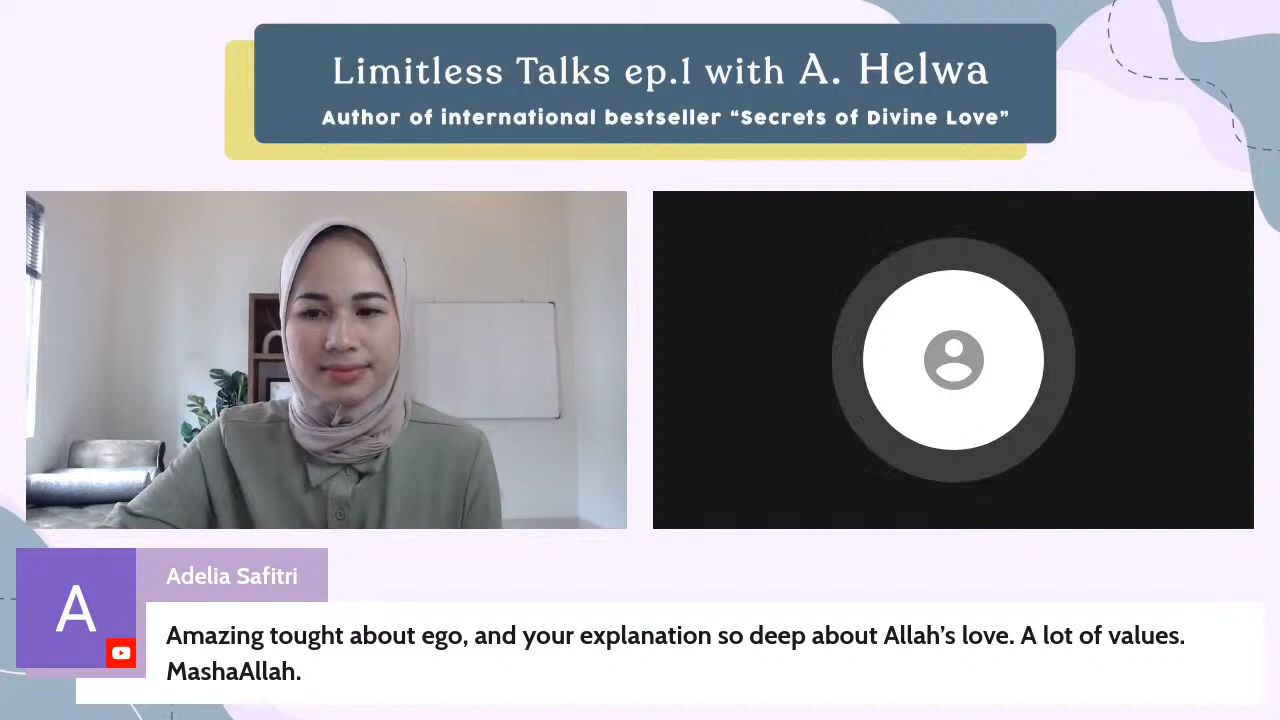 Limitless Talks ep.1 with A. Helwa
Author of international bestseller “Secrets of Divine Love”
A
Adelia Safitri
Amazing tought about ego, and your explanation so deep about Allah’s love. A lot of values.
MashaAllah.